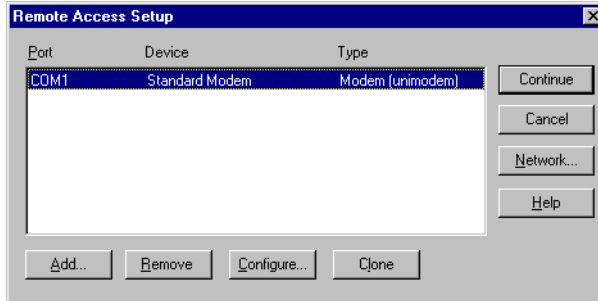 Remote Access Setup
Port Device Type
COM1 Standard Modem Modem (unimodem)
Continue
Cancel
Network...
Help
Add... Remove Configure... Clone